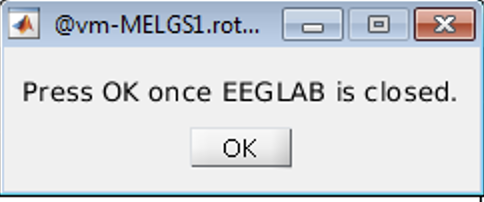 @vm-MELGS1.rot...
Press OK once EEGLAB is closed.
OK